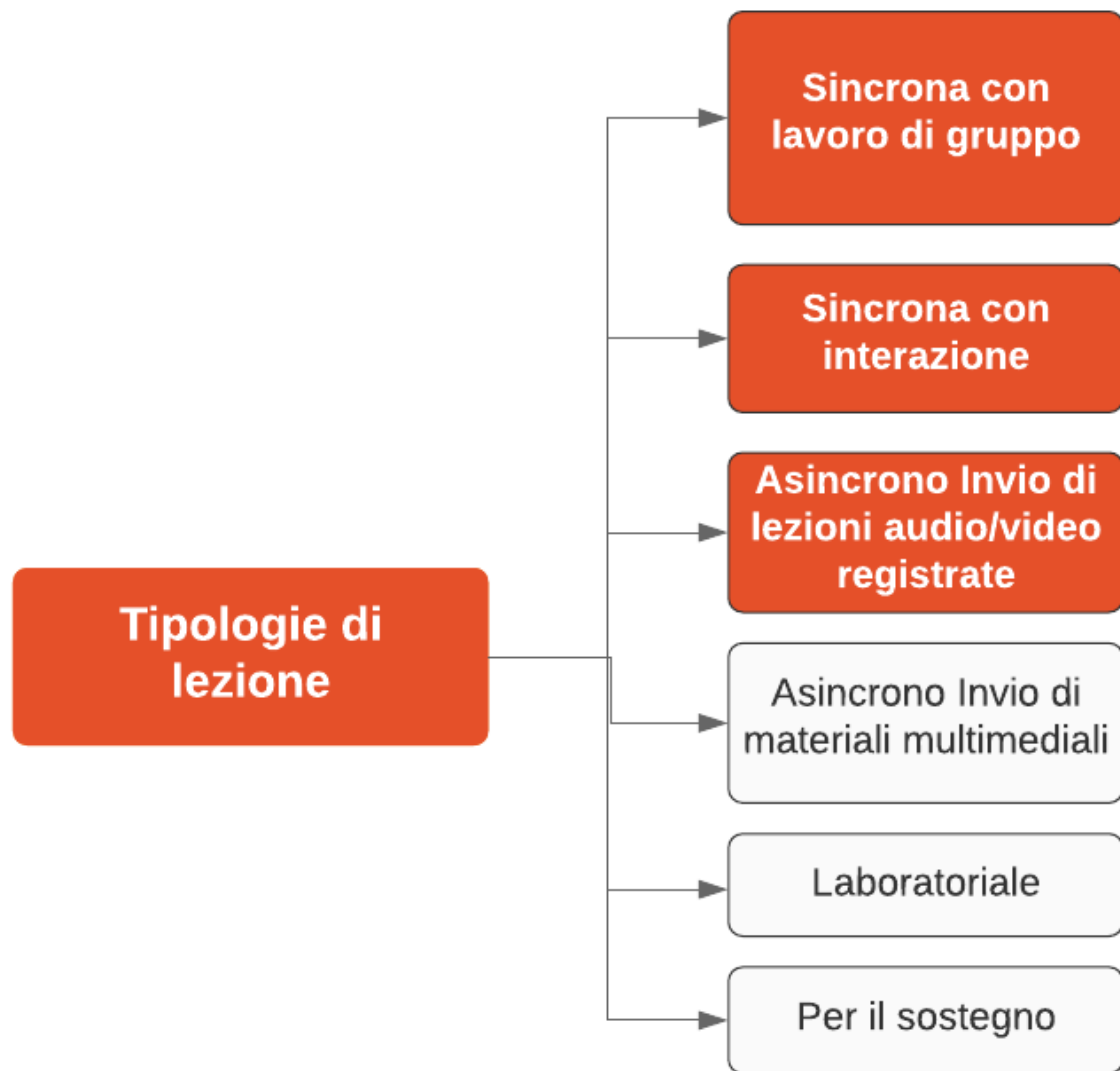 Sincrona con
lavoro di gruppo
Sincrona con
interazione
Asincrono Invio di
lezioni audio/video
registrate
Tipologie di
lezione
Asincrono Invio di
materiali multimediali
Laboratoriale
Per il sostegno